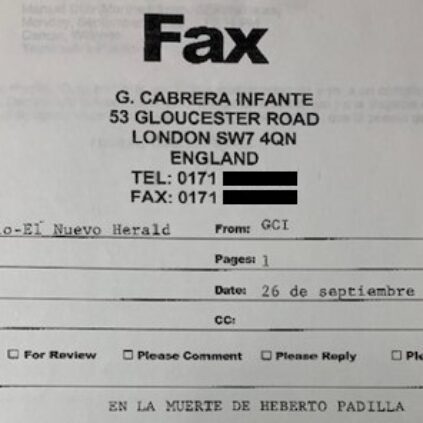 Fax
G. CABRERA INFANTE
53 GLOUCESTER ROAD
LONDON SW7 4QN
ENGLAND
TEL: 0171
FAX: 0171
o-El Nuevo Herald From: GCI
Pages: 1
Date: 26 de septiembre
CC:
☐ For Review ☐ Please Comment ☐ Please Reply ☐
EN LA MUERTE DE HEBERTO PADILLA